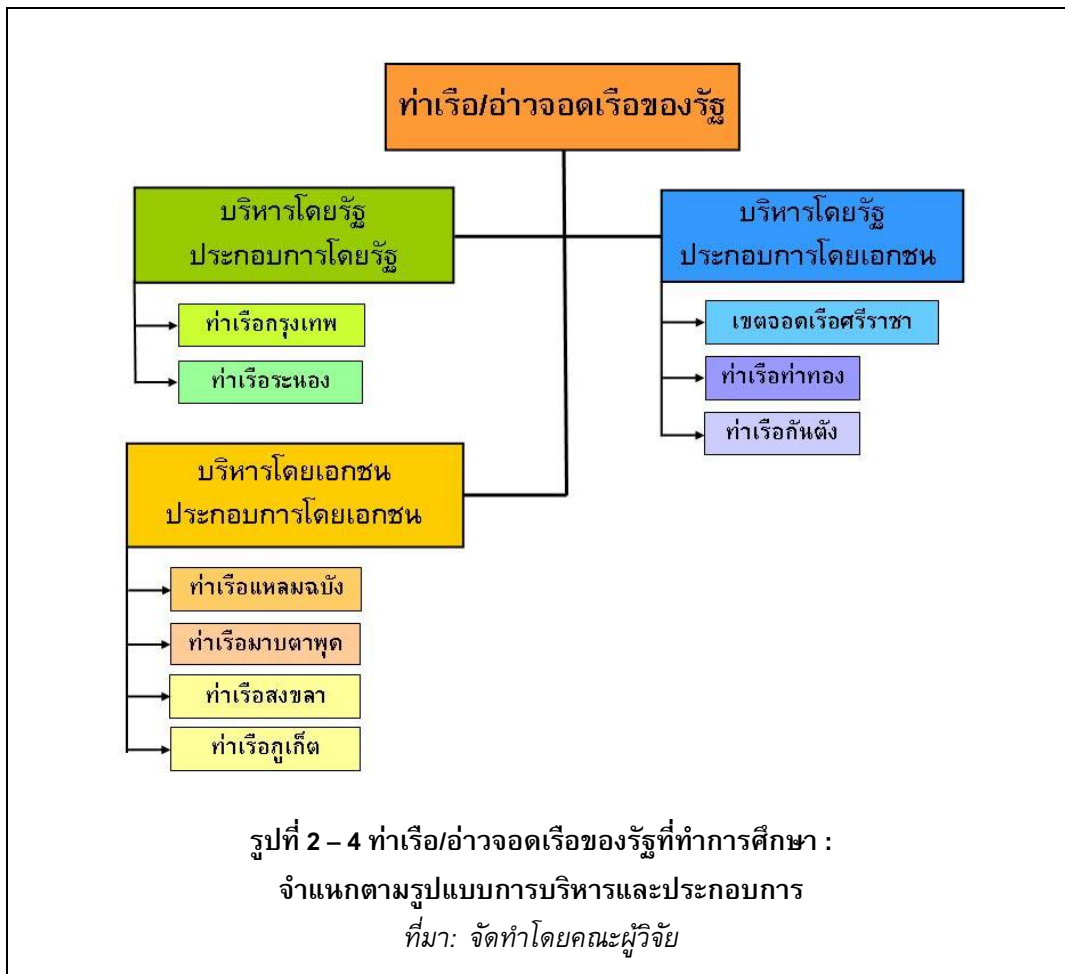 ท่าเรือ/อ่าวจอดเรือของรัฐ
บริหารโดยรัฐ
ประกอบการโดยรัฐ
ท่าเรือกรุงเทพ
ท่าเรือระนอง
บริหารโดยรัฐ
ประกอบการโดยเอกชน
เขตจอดเรือศรีราชา
ท่าเรือท่าทอง
ท่าเรือกันตัง
บริหารโดยเอกชน
ประกอบการโดยเอกชน
ท่าเรือแหลมฉบัง
ท่าเรือมาบตาพุด
ท่าเรือสงขลา
ท่าเรือภูเก็ต
รูปที่ 2 – 4 ท่าเรือ/อ่าวจอดเรือของรัฐที่ทำการศึกษา :
จำแนกตามรูปแบบการบริหารและประกอบการ
ที่มา: จัดทำโดยคณะผู้วิจัย